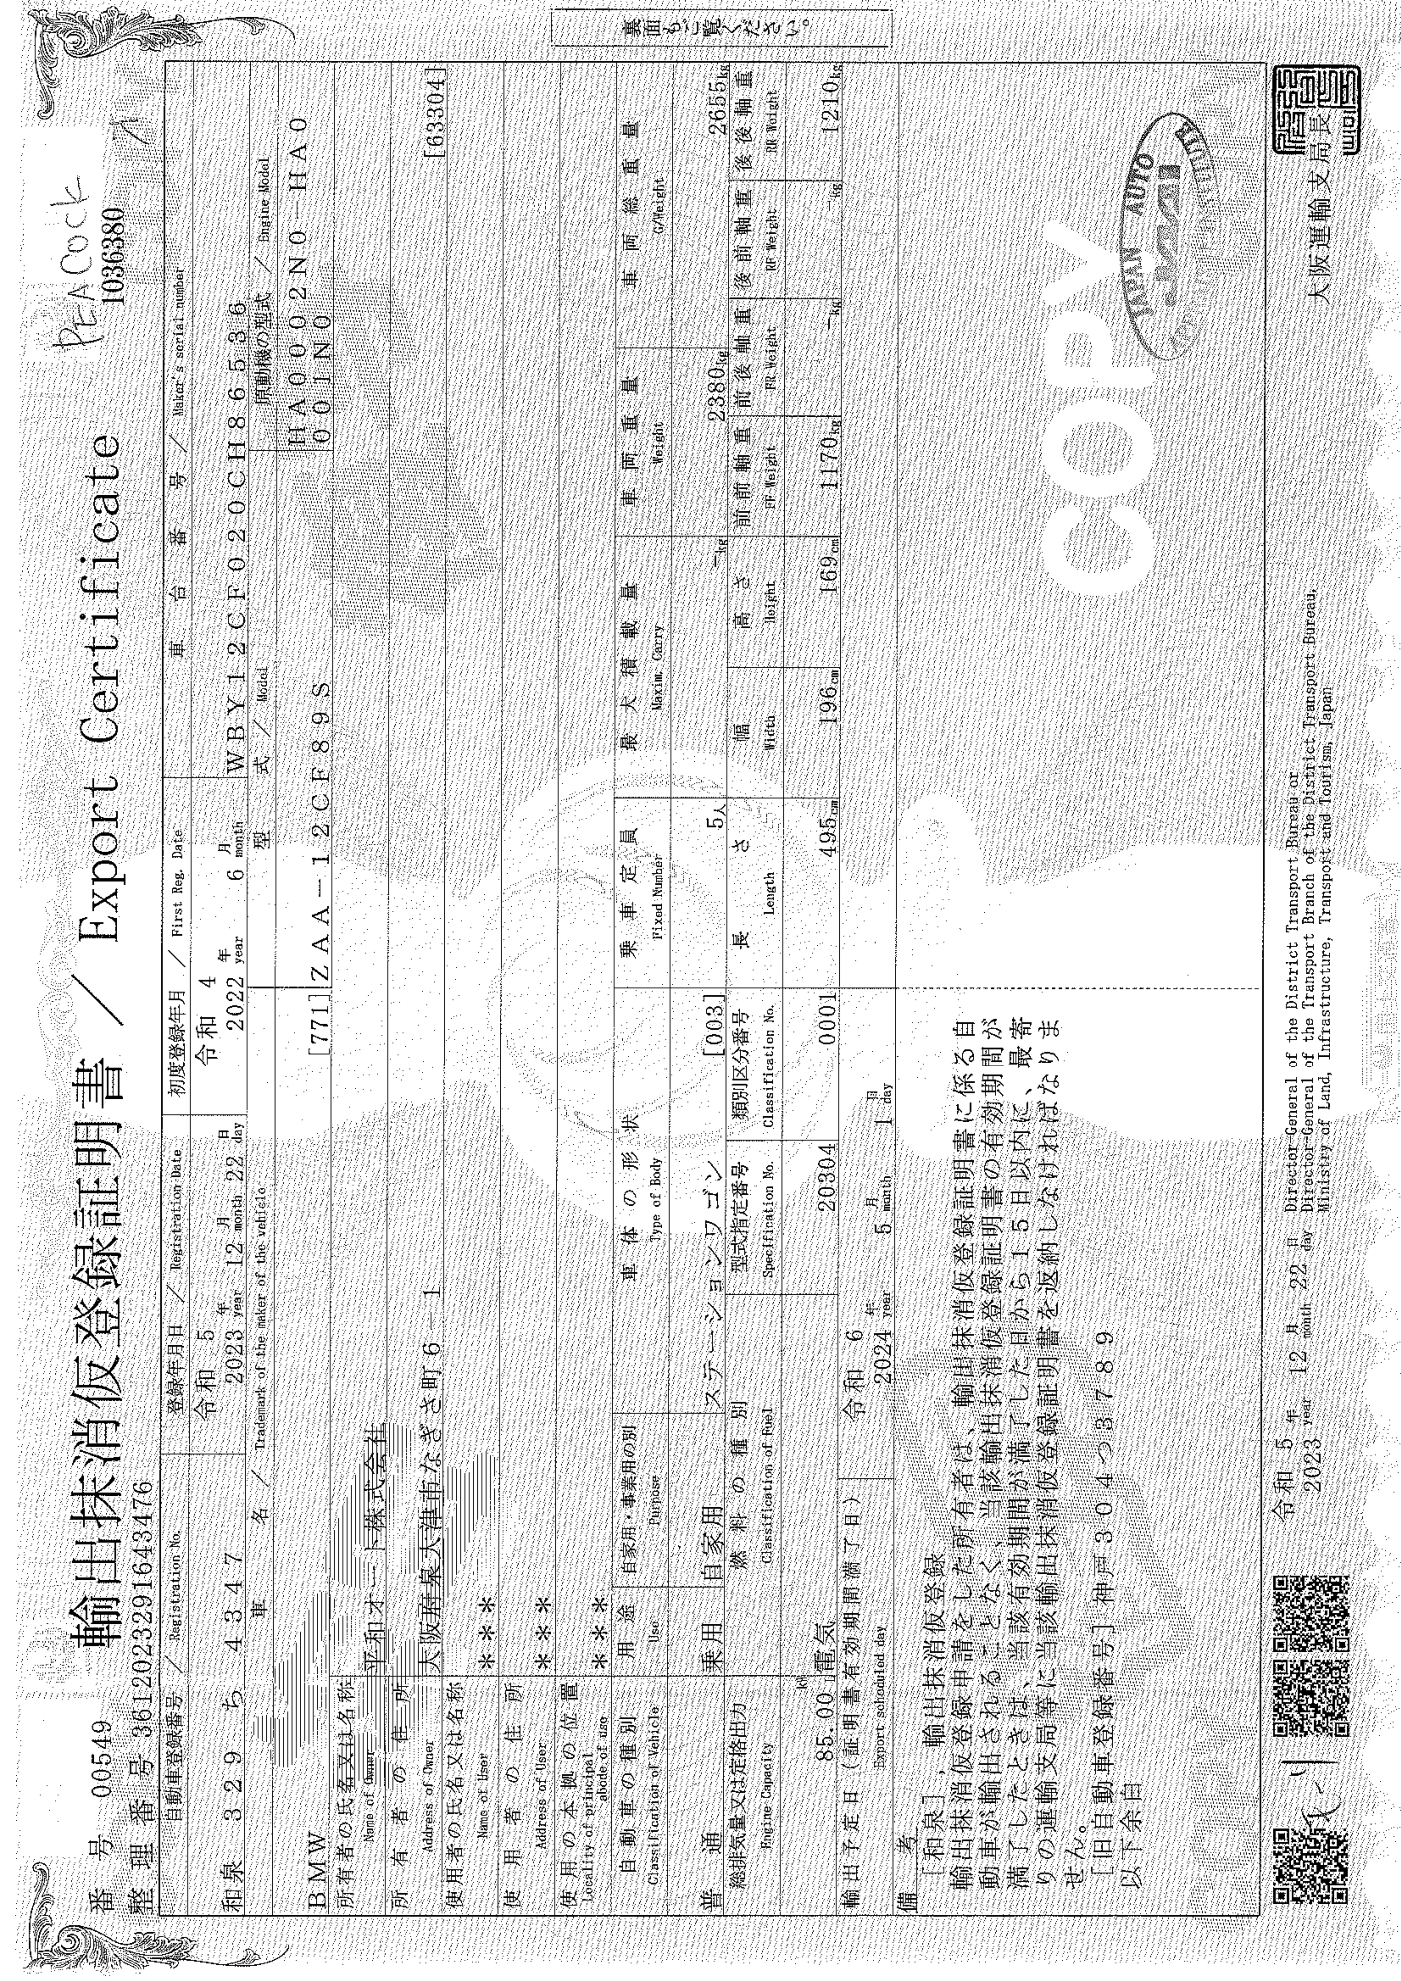 裏面もご覧ください。
PEACOCK
1036380
番号 00549
輸出抹消仮登録証明書 / Export Certificate
整理番号 361202329164​3476
自動車登録番号 / Registration No.
登録年月日 / Registration Date
初度登録年月 / First Reg. Date
車台番号 / Maker's serial number
和泉 329 ち 4347
令和 5 年 12 月 22 日
2023 year 12 month 22 day
令和 4 年 6 月
2022 year 6 month
WBY12CF020CH86536
車名 / Trademark of the maker of the vehicle
型式 / Model
原動機の型式 / Engine Model
BMW [771]
ZAA-12CF89S
HA0002N0-HA0
001N0
所有者の氏名又は名称
Name of Owner
平和オート株式会社
所有者の住所
Address of Owner
大阪府泉大津市なぎさ町6-1 [63304]
使用者の氏名又は名称
Name of User
***
使用者の住所
Address of User
***
使用の本拠の位置
Locality of principal abode of use
***
自動車の種別
Classification of Vehicle
用途
Use
自家用・事業用の別
Purpose
車体の形状
Type of Body
乗車定員
Fixed Number
最大積載量
Maxim. Carry
車両重量
Weight
車両総重量
G/Weight
普通 乗用 自家用 ステーションワゴン [003] 5人 -kg 2380kg 2655kg
総排気量又は定格出力
Engine Capacity
燃料の種別
Classification of Fuel
型式指定番号
Specification No.
類別区分番号
Classification No.
長さ
Length
幅
Width
高さ
Height
前前軸重
FF Weight
前後軸重
FR Weight
後前軸重
RF Weight
後後軸重
RR Weight
85.00 kW l 電気 20304 0001 495cm 196cm 169cm 1170kg -kg -kg 1210kg
輸出予定日(証明書有効期間満了日)
Export scheduled day
令和 6 年 5 月 1 日
2024 year 5 month 1 day
備考
[和泉],輸出抹消仮登録
輸出抹消仮登録申請をした所有者は、輸出抹消仮登録証明書に係る自
動車が輸出されることなく、当該輸出抹消仮登録証明書の有効期間が
満了したときは、当該有効期間が満了した日から15日以内に、最寄
りの運輸支局等に当該輸出抹消仮登録証明書を返納しなければなりま
せん。
[旧自動車登録番号]神戸304つ3789
以下余白
COPY
JAPAN AUTO
JAAI
令和 5 年 12 月 22 日
2023 year 12 month 22 day
Director-General of the District Transport Bureau or
Director-General of the Transport Branch of the District Transport Bureau,
Ministry of Land, Infrastructure, Transport and Tourism, Japan
大阪運輸支局長